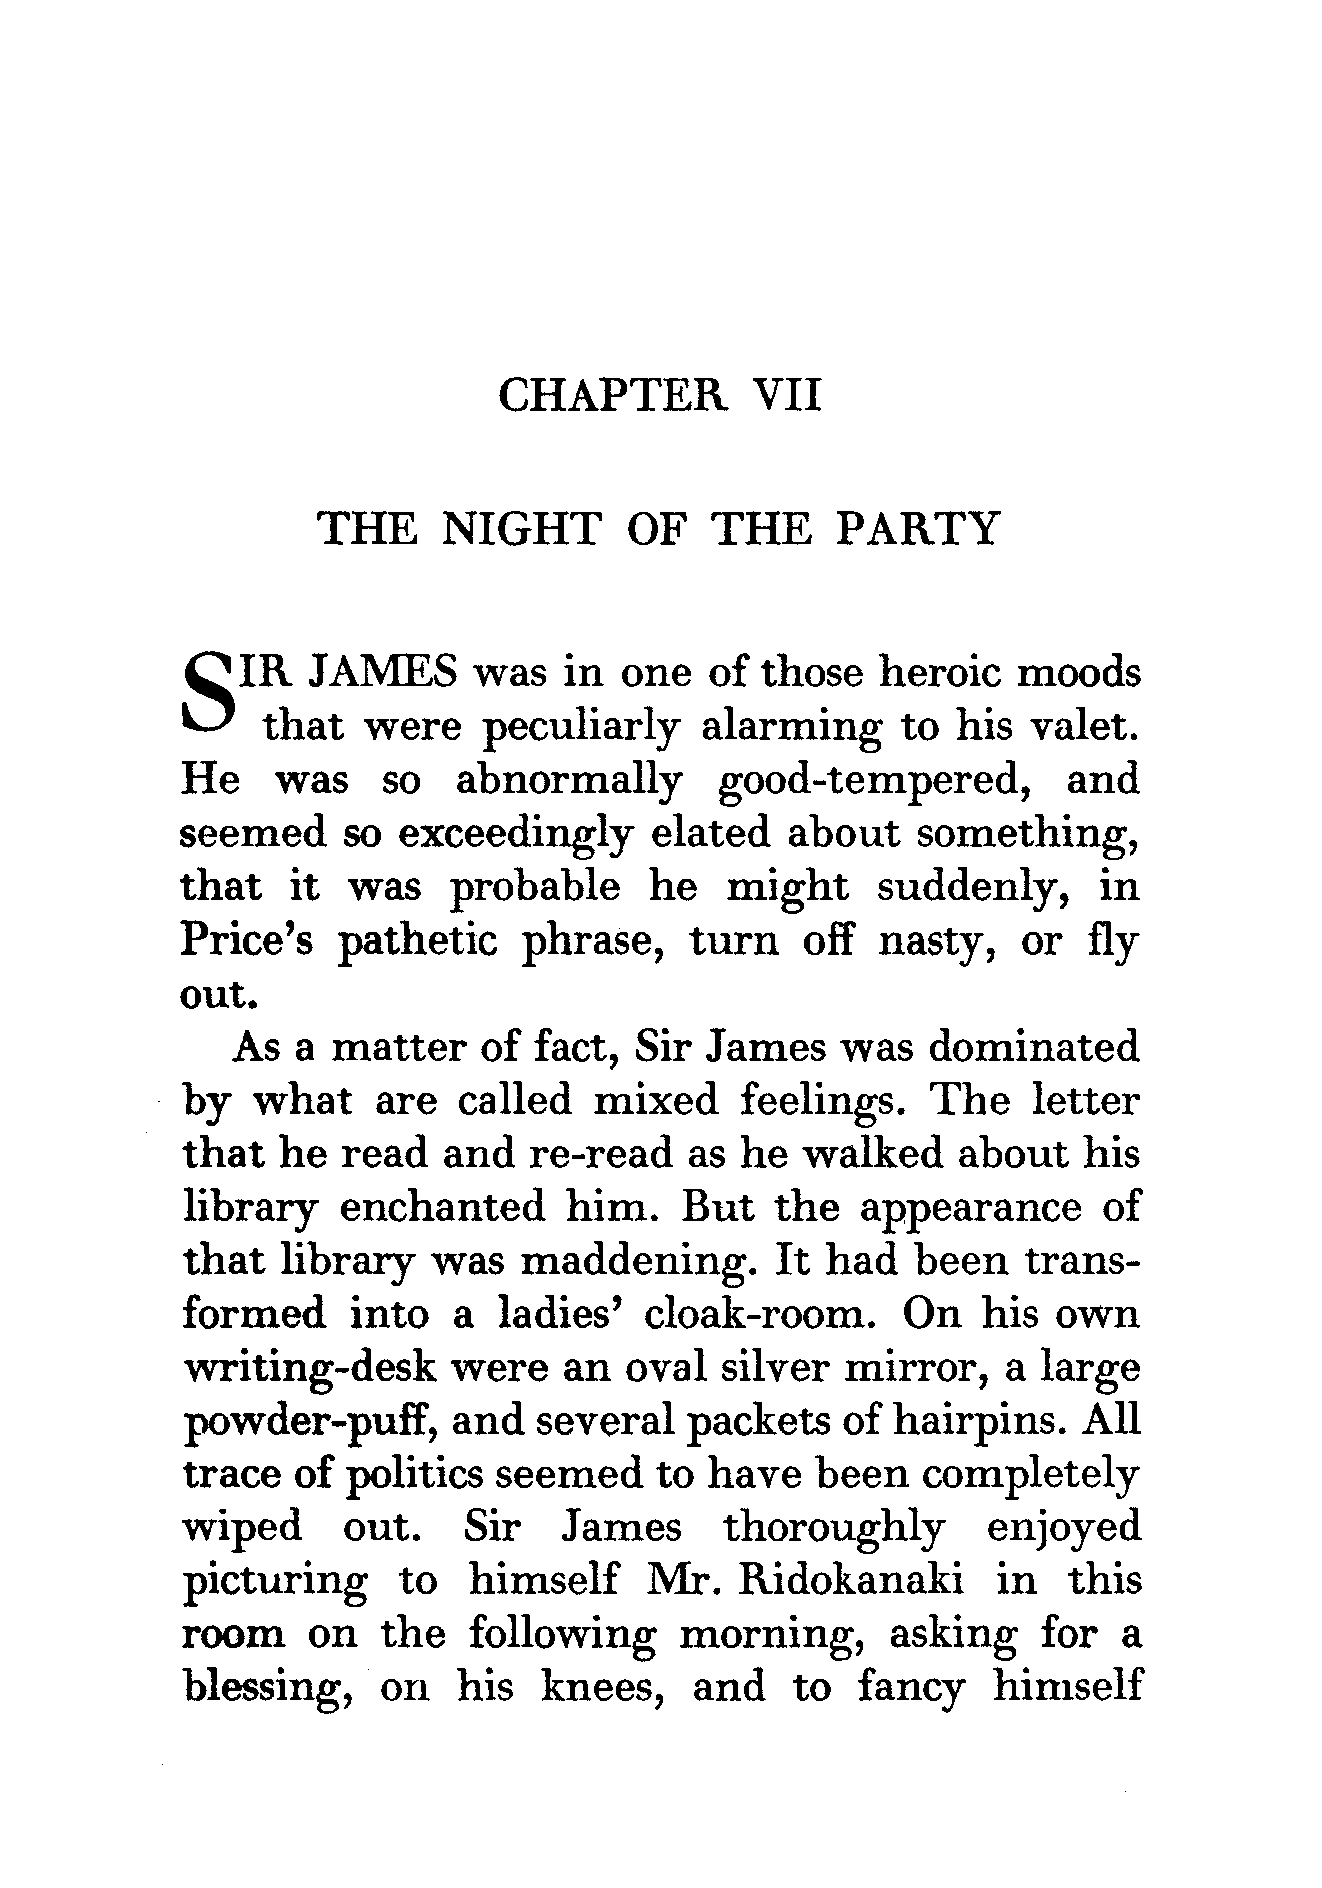 CHAPTER VII
THE NIGHT OF THE PARTY
SIR JAMES was in one of those heroic moods
that were peculiarly alarming to his valet.
He was so abnormally good-tempered, and
seemed so exceedingly elated about something,
that it was probable he might suddenly, in
Price's pathetic phrase, turn off nasty, or fly
out.
As a matter of fact, Sir James was dominated
by what are called mixed feelings. The letter
that he read and re-read as he walked about his
library enchanted him. But the appearance of
that library was maddening. It had been trans-
formed into a ladies' cloak-room. On his own
writing-desk were an oval silver mirror, a large
powder-puff, and several packets of hairpins. All
trace of politics seemed to have been completely
wiped out. Sir James thoroughly enjoyed
picturing to himself Mr. Ridokanaki in this
room on the following morning, asking for a
blessing, on his knees, and to fancy himself